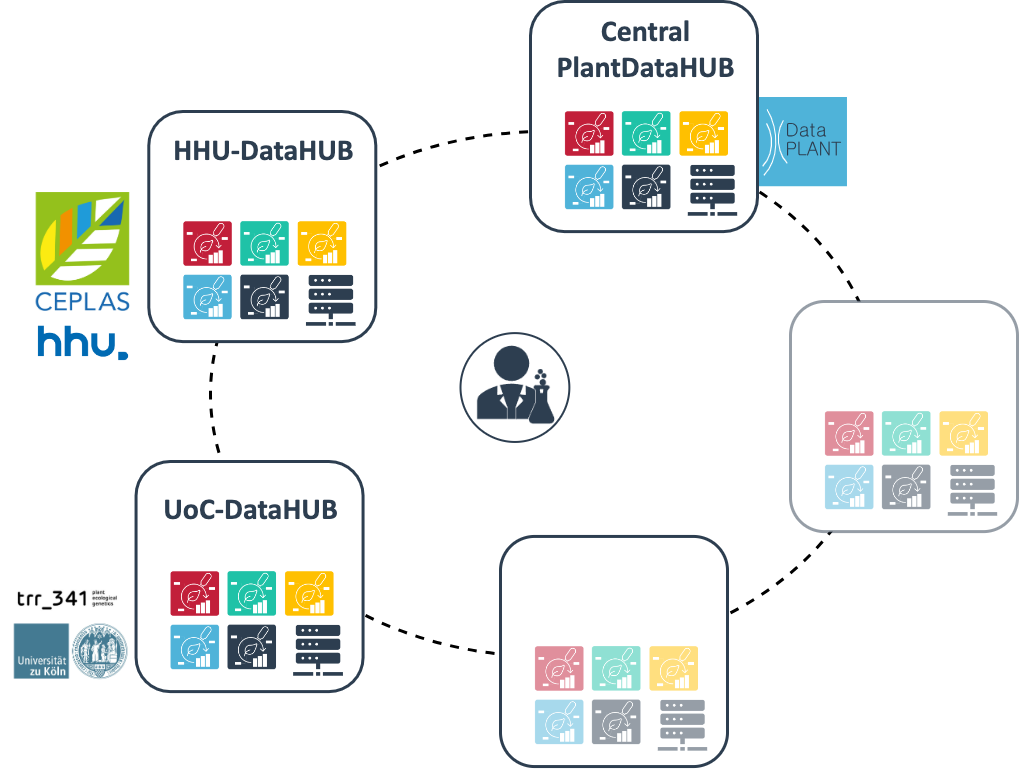 Central
PlantDataHUB
Data
PLANT
HHU-DataHUB
CEPLAS
hhu.
UoC-DataHUB
trr_341
plant
ecological
genetics
Universität
zu Köln